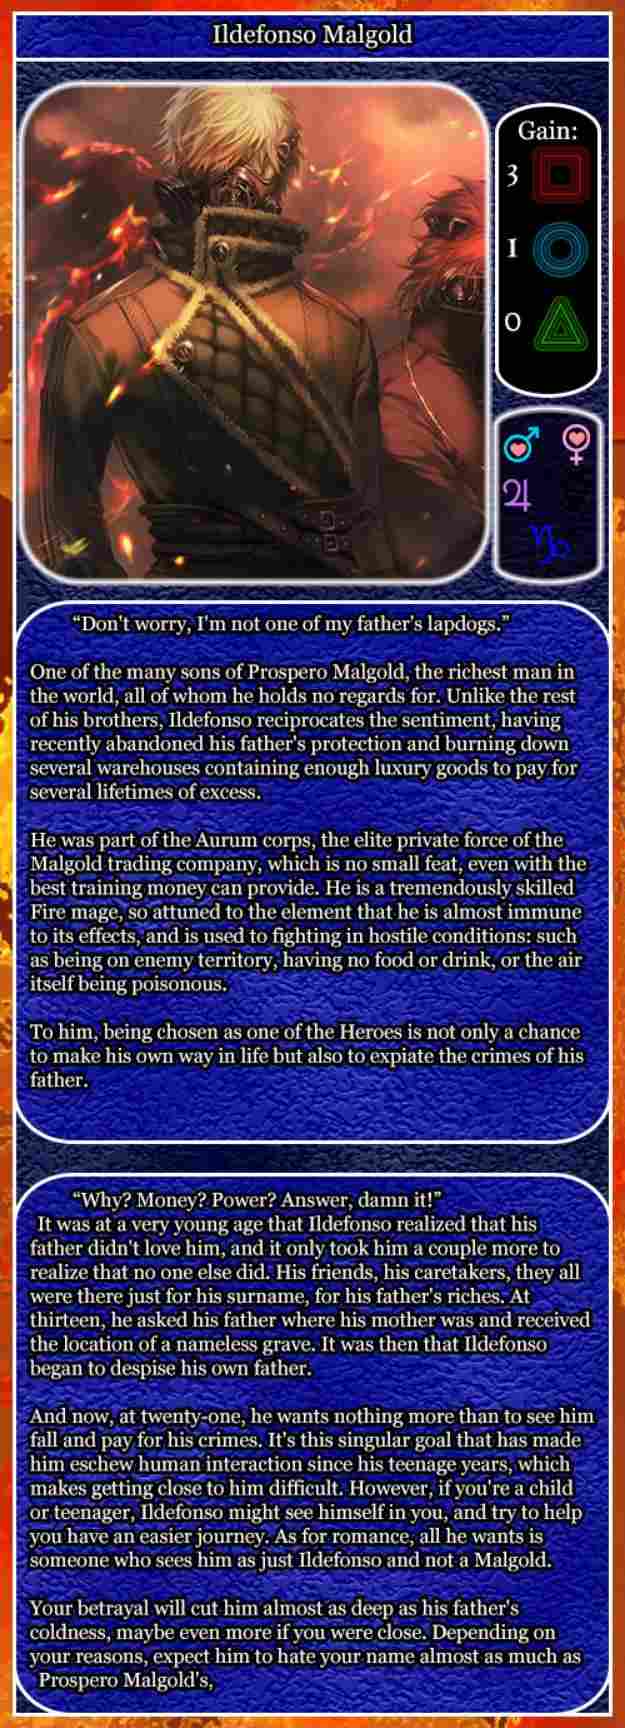 Ildefonso Malgold
Gain:
3
1
0
“Don't worry, I'm not one of my father's lapdogs.”
One of the many sons of Prospero Malgold, the richest man in
the world, all of whom he holds no regards for. Unlike the rest
of his brothers, Ildefonso reciprocates the sentiment, having
recently abandoned his father's protection and burning down
several warehouses containing enough luxury goods to pay for
several lifetimes of excess.
He was part of the Aurum corps, the elite private force of the
Malgold trading company, which is no small feat, even with the
best training money can provide. He is a tremendously skilled
Fire mage, so attuned to the element that he is almost immune
to its effects, and is used to fighting in hostile conditions: such
as being on enemy territory, having no food or drink, or the air
itself being poisonous.
To him, being chosen as one of the Heroes is not only a chance
to make his own way in life but also to expiate the crimes of his
father.
“Why? Money? Power? Answer, damn it!”
It was at a very young age that Ildefonso realized that his
father didn't love him, and it only took him a couple more to
realize that no one else did. His friends, his caretakers, they all
were there just for his surname, for his father's riches. At
thirteen, he asked his father where his mother was and received
the location of a nameless grave. It was then that Ildefonso
began to despise his own father.
And now, at twenty-one, he wants nothing more than to see him
fall and pay for his crimes. It's this singular goal that has made
him eschew human interaction since his teenage years, which
makes getting close to him difficult. However, if you're a child
or teenager, Ildefonso might see himself in you, and try to help
you have an easier journey. As for romance, all he wants is
someone who sees him as just Ildefonso and not a Malgold.
Your betrayal will cut him almost as deep as his father's
coldness, maybe even more if you were close. Depending on
your reasons, expect him to hate your name almost as much as
Prospero Malgold's,